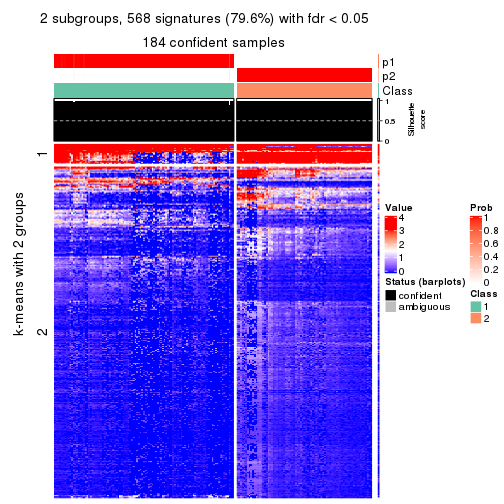 2 subgroups, 568 signatures (79.6%) with fdr < 0.05
184 confident samples
p1
p2
Class
1
0.5
0
Silhouette
score
k-means with 2 groups
1
2
Value
4
3
2
1
0
Prob
1
0.8
0.6
0.4
0.2
0
Status (barplots)
confident
ambiguous
Class
1
2